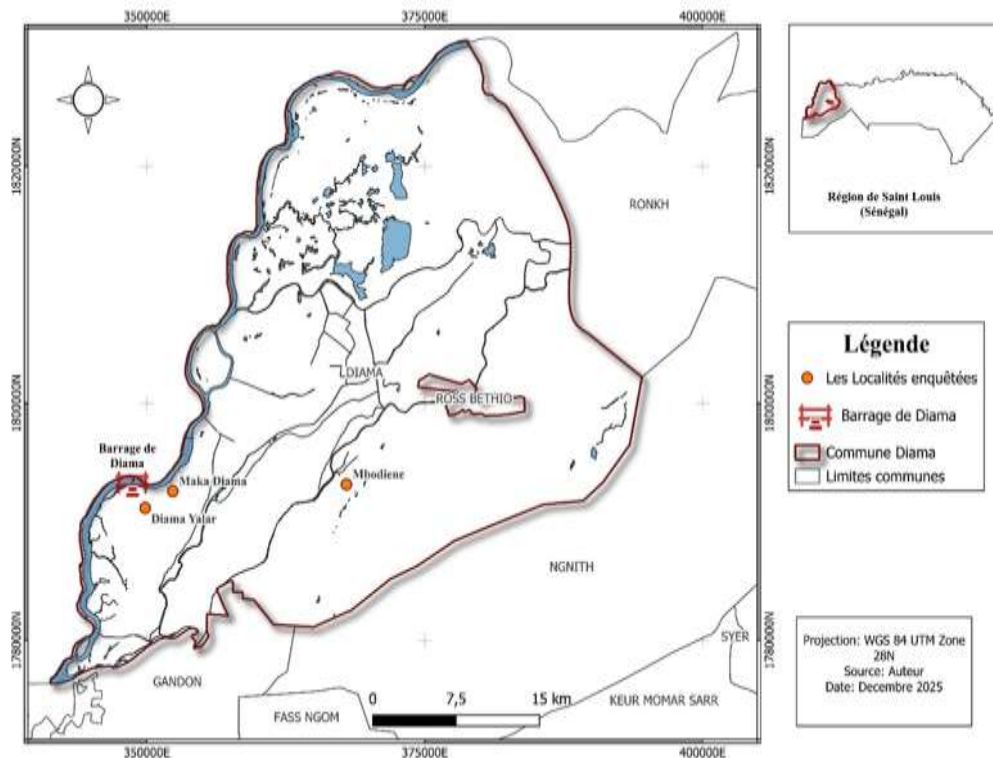 350000E
375000E
400000E
1820000N
1800000N
1780000N
1820000N
1800000N
1780000N
RONKH
DIAMA
ROSS BETHIO
Barrage de
Diama
Maka Diama
Mbodiene
Diama Yalar
NGNITH
SYER
GANDON
FASS NGOM
KEUR MOMAR SARR
0 7,5 15 km
350000E
375000E
400000E
Région de Saint Louis
(Sénégal)
Légende
Les Localités enquêtées
Barrage de Diama
Commune Diama
Limites communes
Projection: WGS 84 UTM Zone
28N
Source: Auteur
Date: Decembre 2025